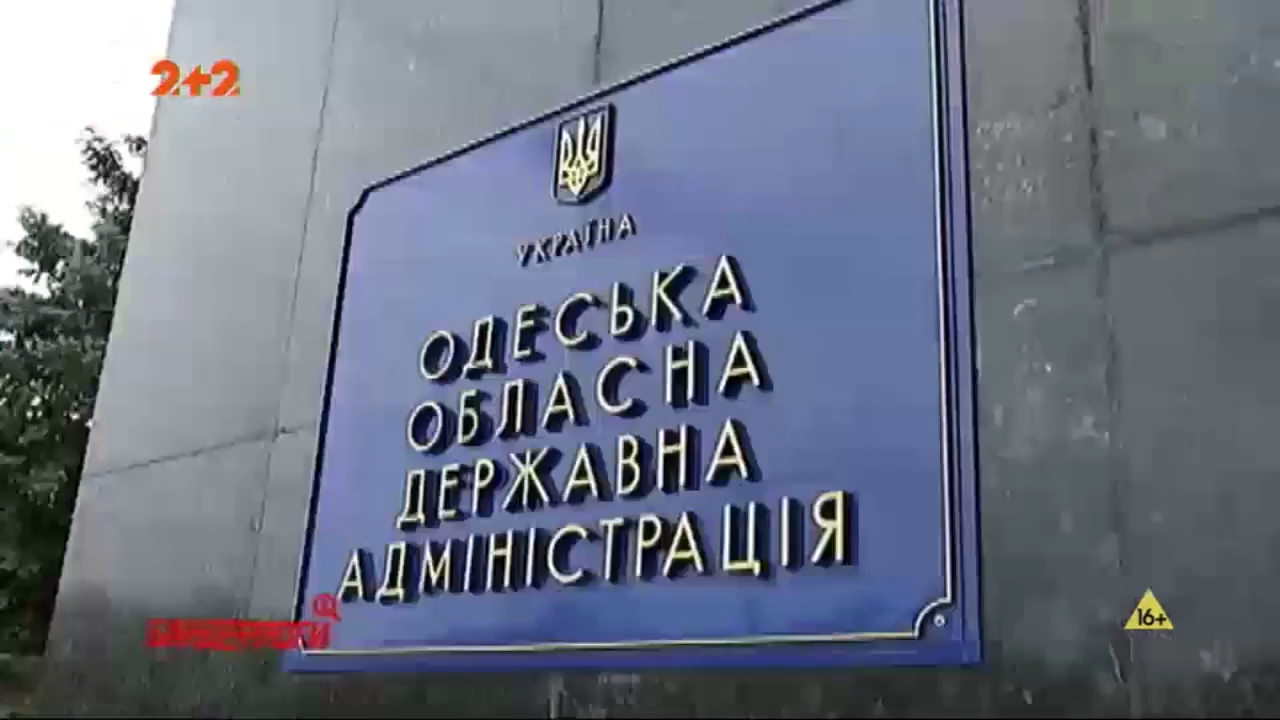 2+2
УКРАЇНА
ОДЕСЬКА
ОБЛАСНА
ДЕРЖАВНА
АДМІНІСТРАЦІЯ
16+